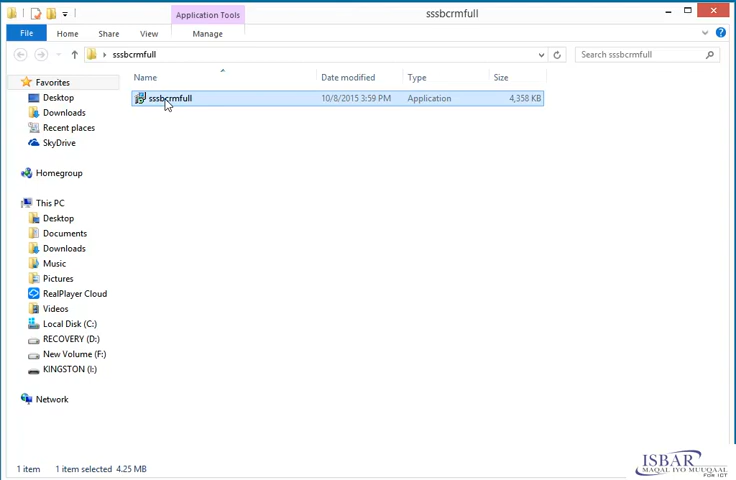 Application Tools
sssbcrmfull
File
Home
Share
View
Manage
sssbcrmfull
Search sssbcrmfull
Name
Date modified
Type
Size
sssbcrmfull
10/8/2015 3:59 PM
Application
4,358 KB
Favorites
Desktop
Downloads
Recent places
SkyDrive
Homegroup
This PC
Desktop
Documents
Downloads
Music
Pictures
RealPlayer Cloud
Videos
Local Disk (C:)
RECOVERY (D:)
New Volume (F:)
KINGSTON (I:)
Network
1 item
1 item selected 4.25 MB
ISBAR
MAQAL IYO MUUQAAL
FOR ICT